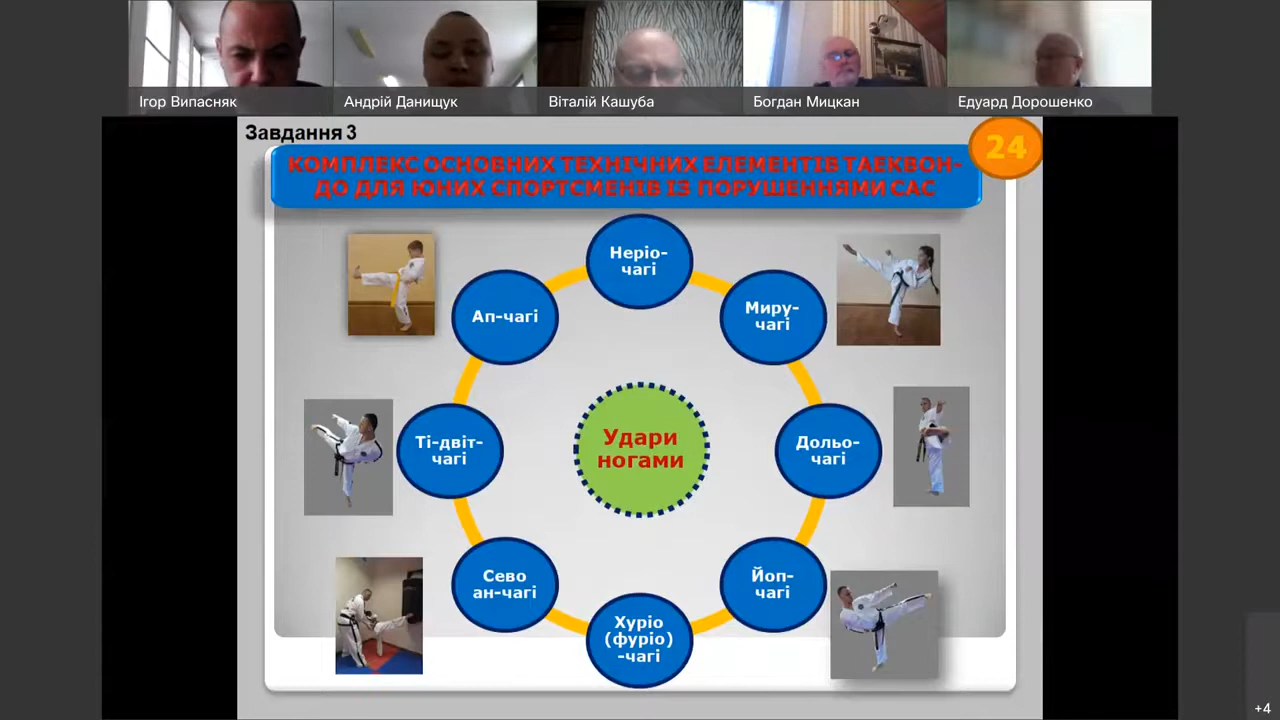 Ігор Випасняк
Андрій Данищук
Віталій Кашуба
Богдан Мицкан
Едуард Дорошенко
Завдання 3
24
КОМПЛЕКС ОСНОВНИХ ТЕХНІЧНИХ ЕЛЕМЕНТІВ ТАЕКВОН-
ДО ДЛЯ ЮНИХ СПОРТСМЕНІВ ІЗ ПОРУШЕННЯМИ САС
Неріо-
чагі
Миру-
чагі
Дольо-
чагі
Йоп-
чагі
Хуріо
(фуріо)
-чагі
Сево
ан-чагі
Ті-двіт-
чагі
Ап-чагі
Удари
ногами
+4